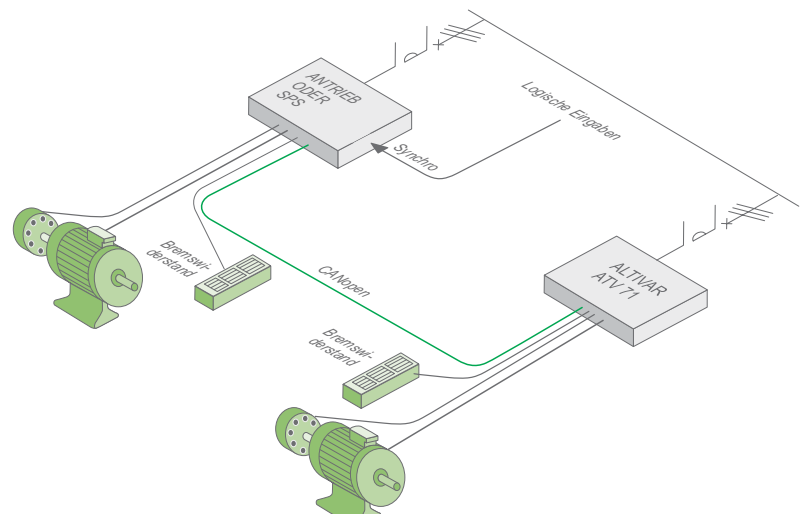 ANTRIEB
ODER
SPS
Logische Eingaben
Synchro
Bremswi-
derstand
CANopen
ALTIVAR
ATV 71
Bremswi-
derstand